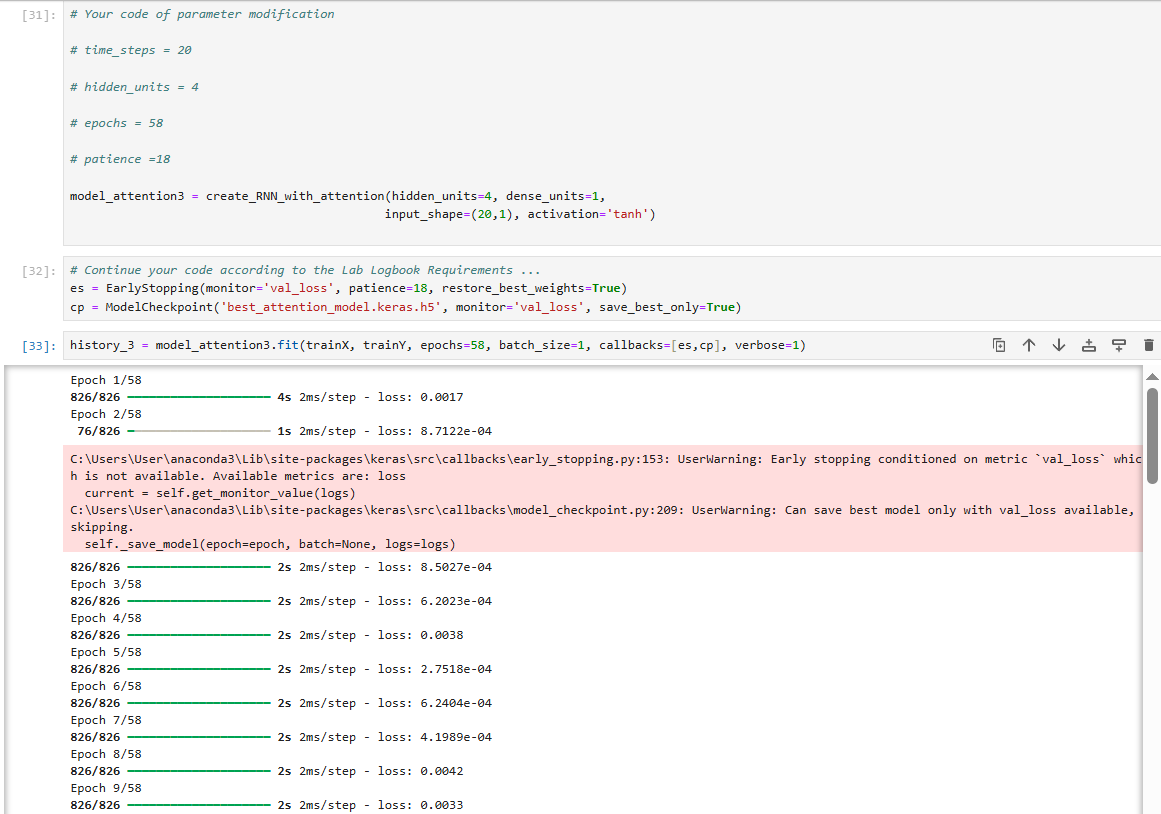 [31]: # Your code of parameter modification
# time_steps = 20
# hidden_units = 4
# epochs = 58
# patience =18
model_attention3 = create_RNN_with_attention(hidden_units=4, dense_units=1,
input_shape=(20,1), activation='tanh')
[32]: # Continue your code according to the Lab Logbook Requirements ...
es = EarlyStopping(monitor='val_loss', patience=18, restore_best_weights=True)
cp = ModelCheckpoint('best_attention_model.keras.h5', monitor='val_loss', save_best_only=True)
[33]: history_3 = model_attention3.fit(trainX, trainY, epochs=58, batch_size=1, callbacks=[es,cp], verbose=1)
Epoch 1/58
826/826 4s 2ms/step - loss: 0.0017
Epoch 2/58
76/826 1s 2ms/step - loss: 8.7122e-04
C:\Users\User\anaconda3\Lib\site-packages\keras\src\callbacks\early_stopping.py:153: UserWarning: Early stopping conditioned on metric `val_loss` whic
h is not available. Available metrics are: loss
current = self.get_monitor_value(logs)
C:\Users\User\anaconda3\Lib\site-packages\keras\src\callbacks\model_checkpoint.py:209: UserWarning: Can save best model only with val_loss available,
skipping.
self._save_model(epoch=epoch, batch=None, logs=logs)
826/826 2s 2ms/step - loss: 8.5027e-04
Epoch 3/58
826/826 2s 2ms/step - loss: 6.2023e-04
Epoch 4/58
826/826 2s 2ms/step - loss: 0.0038
Epoch 5/58
826/826 2s 2ms/step - loss: 2.7518e-04
Epoch 6/58
826/826 2s 2ms/step - loss: 6.2404e-04
Epoch 7/58
826/826 2s 2ms/step - loss: 4.1989e-04
Epoch 8/58
826/826 2s 2ms/step - loss: 0.0042
Epoch 9/58
826/826 2s 2ms/step - loss: 0.0033